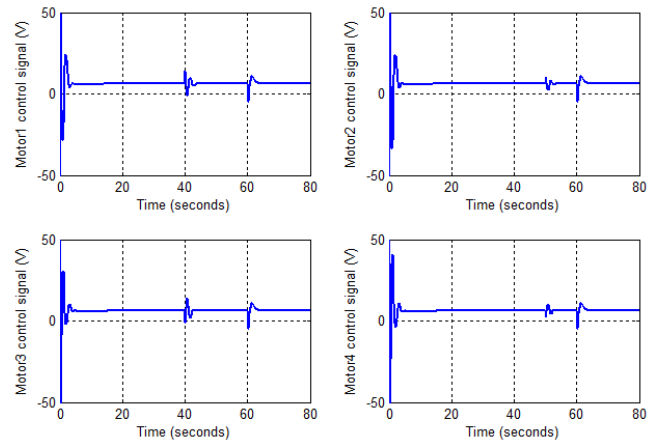 50
0
-50
Motor1 control signal (V)
0 20 40 60 80
Time (seconds)
50
0
-50
Motor2 control signal (V)
0 20 40 60 80
Time (seconds)
50
0
-50
Motor3 control signal (V)
0 20 40 60 80
Time (seconds)
50
0
-50
Motor4 control signal (V)
0 20 40 60 80
Time (seconds)